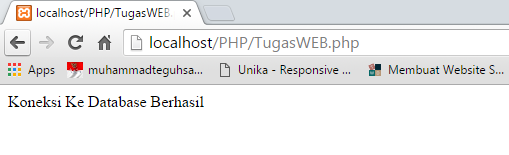 localhost/PHP/TugasWEB.
localhost/PHP/TugasWEB.php
Apps muhammadteguhsa... Unika - Responsive ... Membuat Website S...
Koneksi Ke Database Berhasil